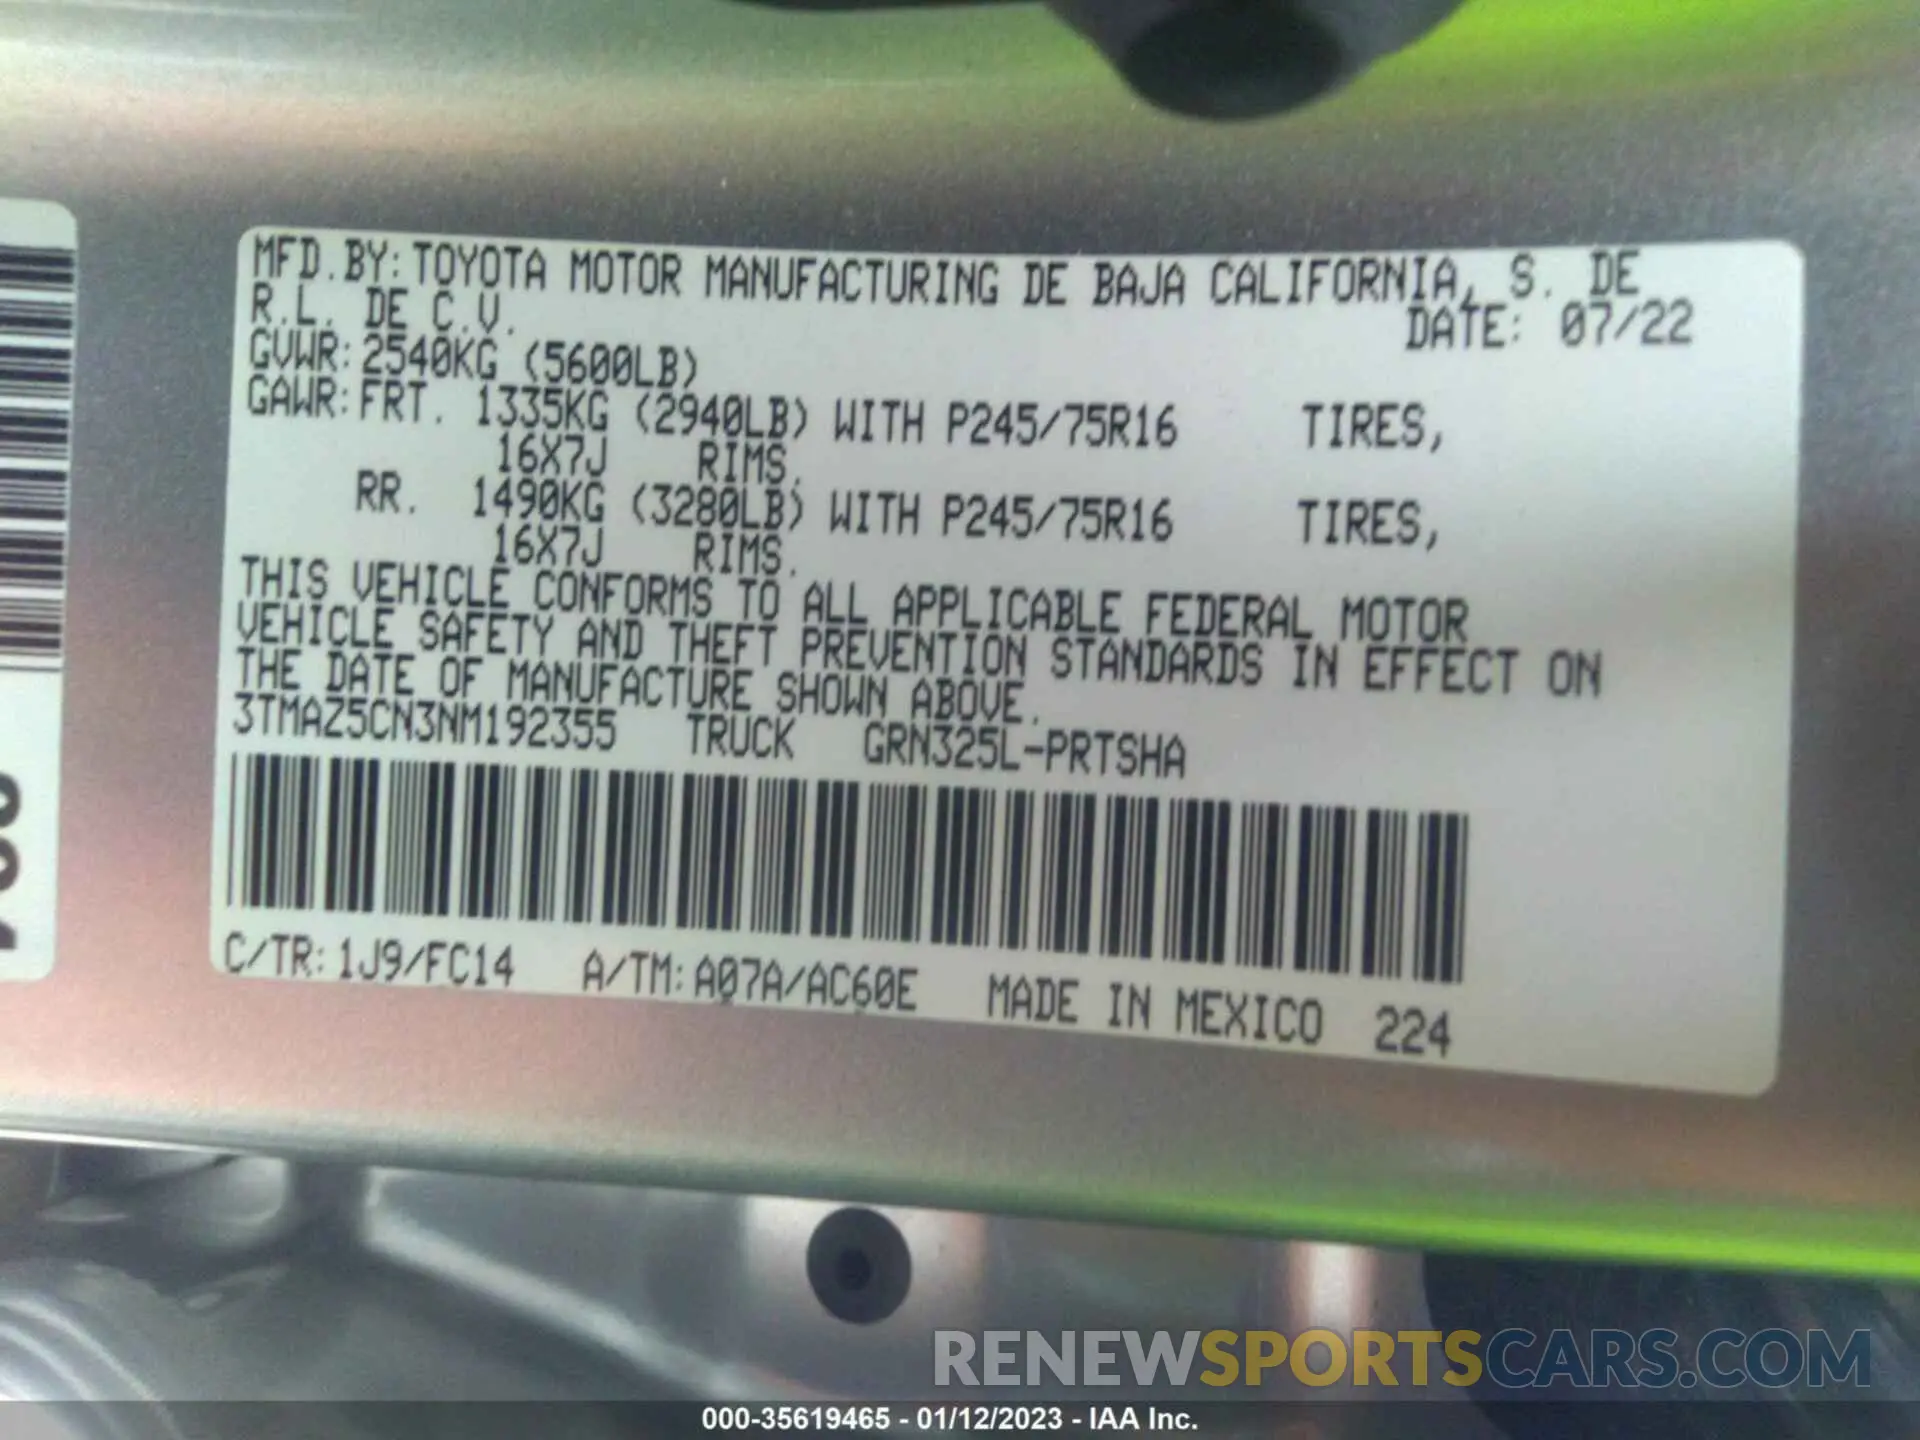 MFD.BY:TOYOTA MOTOR MANUFACTURING DE BAJA CALIFORNIA, S. DE
R.L. DE C.V. DATE: 07/22
GVWR:2540KG (5600LB)
GAWR:FRT. 1335KG (2940LB) WITH P245/75R16 TIRES,
16X7J RIMS.
RR. 1490KG (3280LB) WITH P245/75R16 TIRES,
16X7J RIMS.
THIS VEHICLE CONFORMS TO ALL APPLICABLE FEDERAL MOTOR
VEHICLE SAFETY AND THEFT PREVENTION STANDARDS IN EFFECT ON
THE DATE OF MANUFACTURE SHOWN ABOVE.
3TMAZ5CN3NM192355 TRUCK GRN325L-PRTSHA
C/TR:1J9/FC14 A/TM:A07A/AC60E MADE IN MEXICO 224
RENEWSPORTSCARS.COM
000-35619465 - 01/12/2023 - IAA Inc.